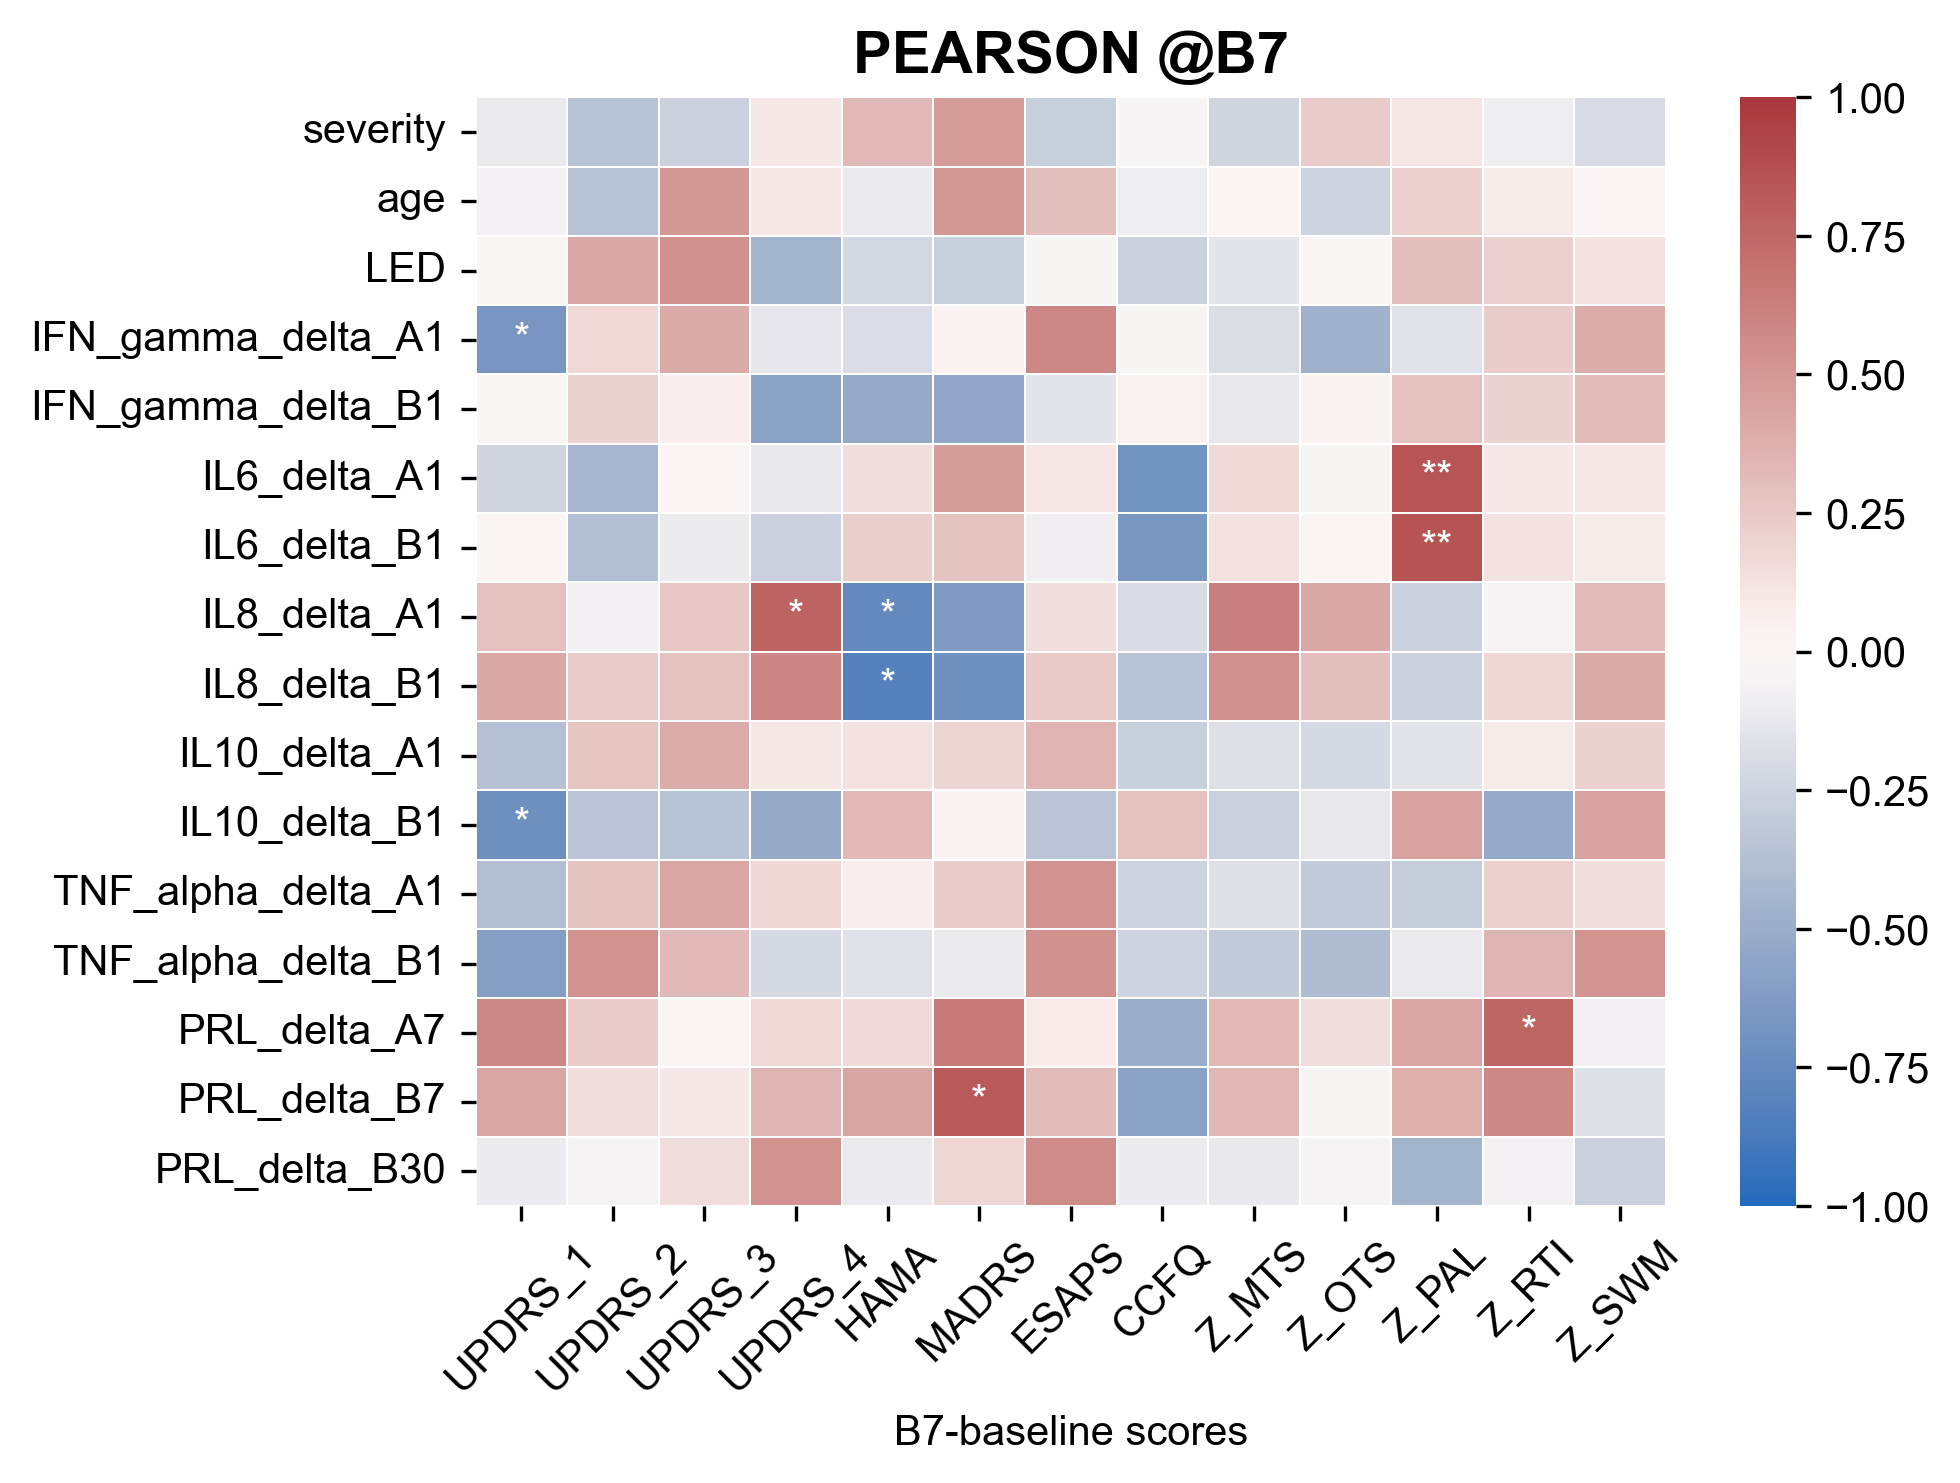 PEARSON @B7
severity
age
LED
IFN_gamma_delta_A1
IFN_gamma_delta_B1
IL6_delta_A1
IL6_delta_B1
IL8_delta_A1
IL8_delta_B1
IL10_delta_A1
IL10_delta_B1
TNF_alpha_delta_A1
TNF_alpha_delta_B1
PRL_delta_A7
PRL_delta_B7
PRL_delta_B30
*
**
**
* *
*
*
*
*
UPDRS_1 UPDRS_2 UPDRS_3 UPDRS_4 HAMA MADRS ESAPS CCFQ Z_MTS Z_OTS Z_PAL Z_RTI Z_SWM
B7-baseline scores
1.00
0.75
0.50
0.25
0.00
−0.25
−0.50
−0.75
−1.00